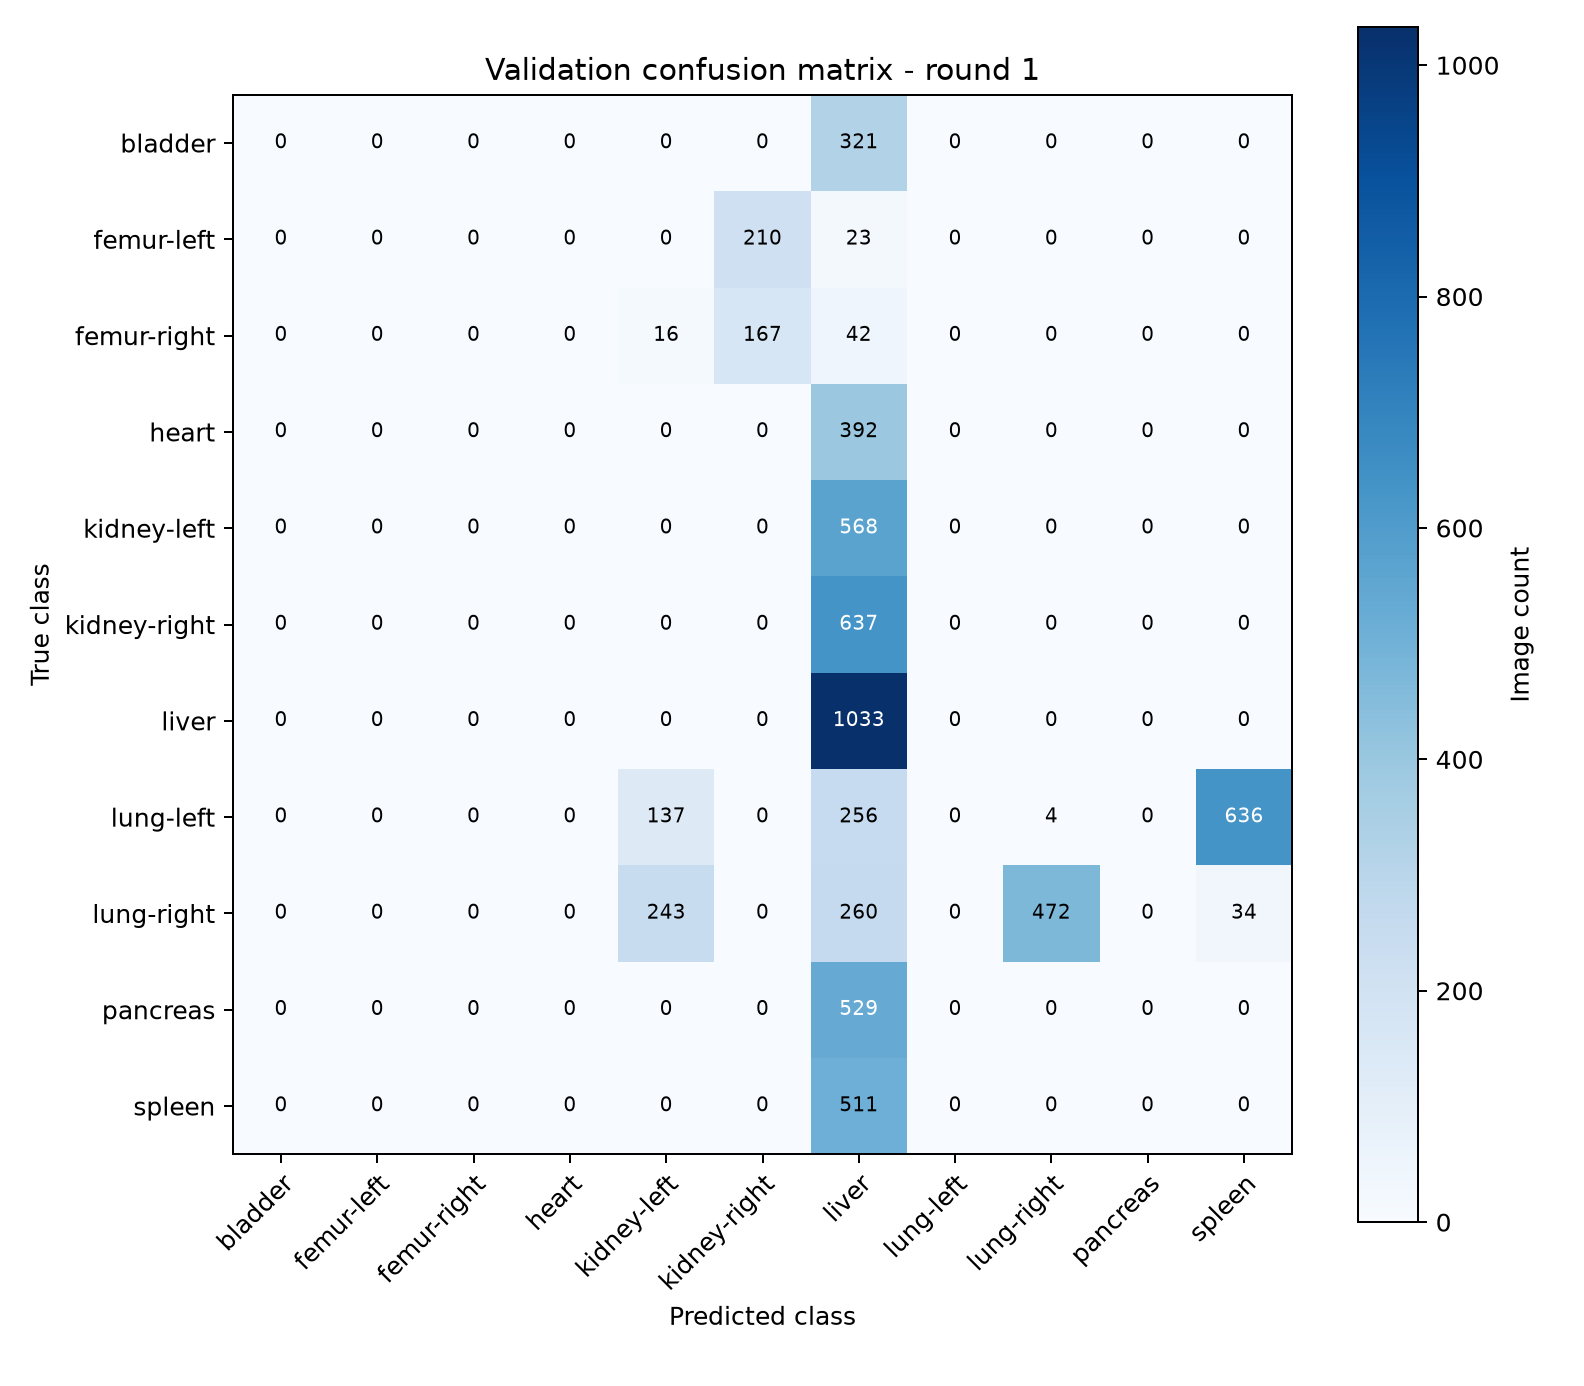 Validation confusion matrix - round 1
True class
bladder 0 0 0 0 0 0 321 0 0 0 0
femur-left 0 0 0 0 0 210 23 0 0 0 0
femur-right 0 0 0 0 16 167 42 0 0 0 0
heart 0 0 0 0 0 0 392 0 0 0 0
kidney-left 0 0 0 0 0 0 568 0 0 0 0
kidney-right 0 0 0 0 0 0 637 0 0 0 0
liver 0 0 0 0 0 0 1033 0 0 0 0
lung-left 0 0 0 0 137 0 256 0 4 0 636
lung-right 0 0 0 0 243 0 260 0 472 0 34
pancreas 0 0 0 0 0 0 529 0 0 0 0
spleen 0 0 0 0 0 0 511 0 0 0 0
bladder femur-left femur-right heart kidney-left kidney-right liver lung-left lung-right pancreas spleen
Predicted class
1000
800
600
400
200
0
Image count